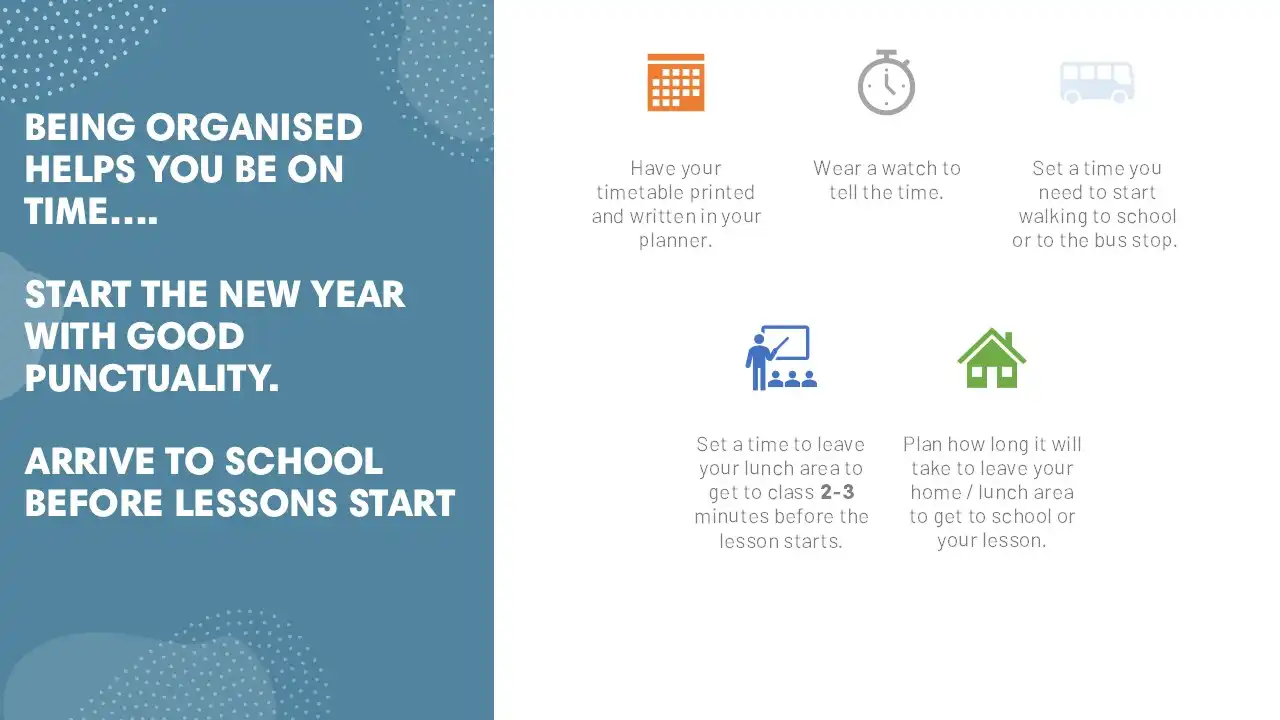 BEING ORGANISED
HELPS YOU BE ON
TIME....
START THE NEW YEAR
WITH GOOD
PUNCTUALITY.
ARRIVE TO SCHOOL
BEFORE LESSONS START
Have your
timetable printed
and written in your
planner.
Wear a watch to
tell the time.
Set a time you
need to start
walking to school
or to the bus stop.
Set a time to leave
your lunch area to
get to class 2-3
minutes before the
lesson starts.
Plan how long it will
take to leave your
home / lunch area
to get to school or
your lesson.